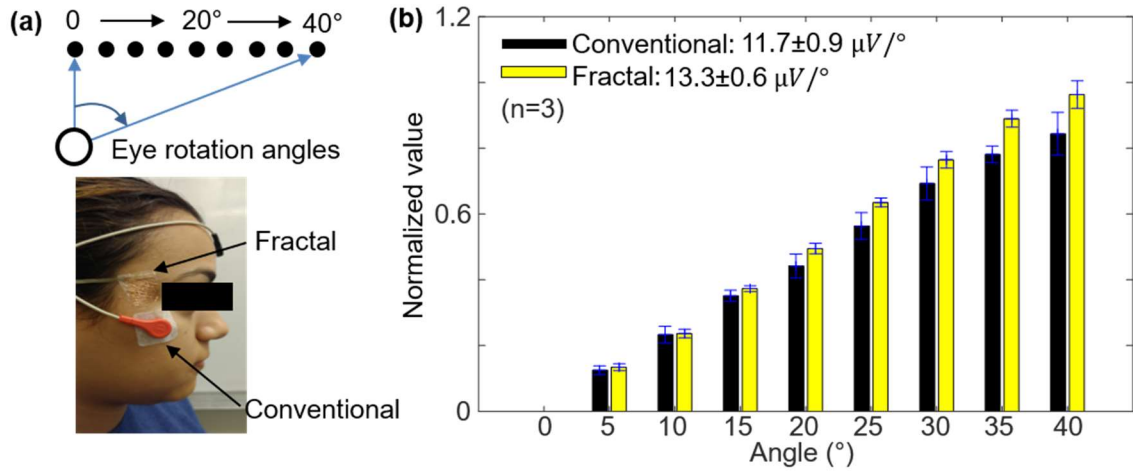 (a)
0 20° 40°
Eye rotation angles
Fractal
Conventional
(b)
Conventional: 11.7±0.9 μV/°
Fractal: 13.3±0.6 μV/°
(n=3)
Normalized value
1.2
0.6
0
0 5 10 15 20 25 30 35 40
Angle (°)